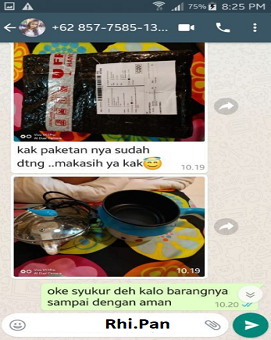 75% 8:25 PM
+62 857-7585-13...
kak paketan nya sudah
dtng ..makasih ya kak😇
10.19
10.19
oke syukur deh kalo barangnya
sampai dengan aman
10.20
Rhi.Pan